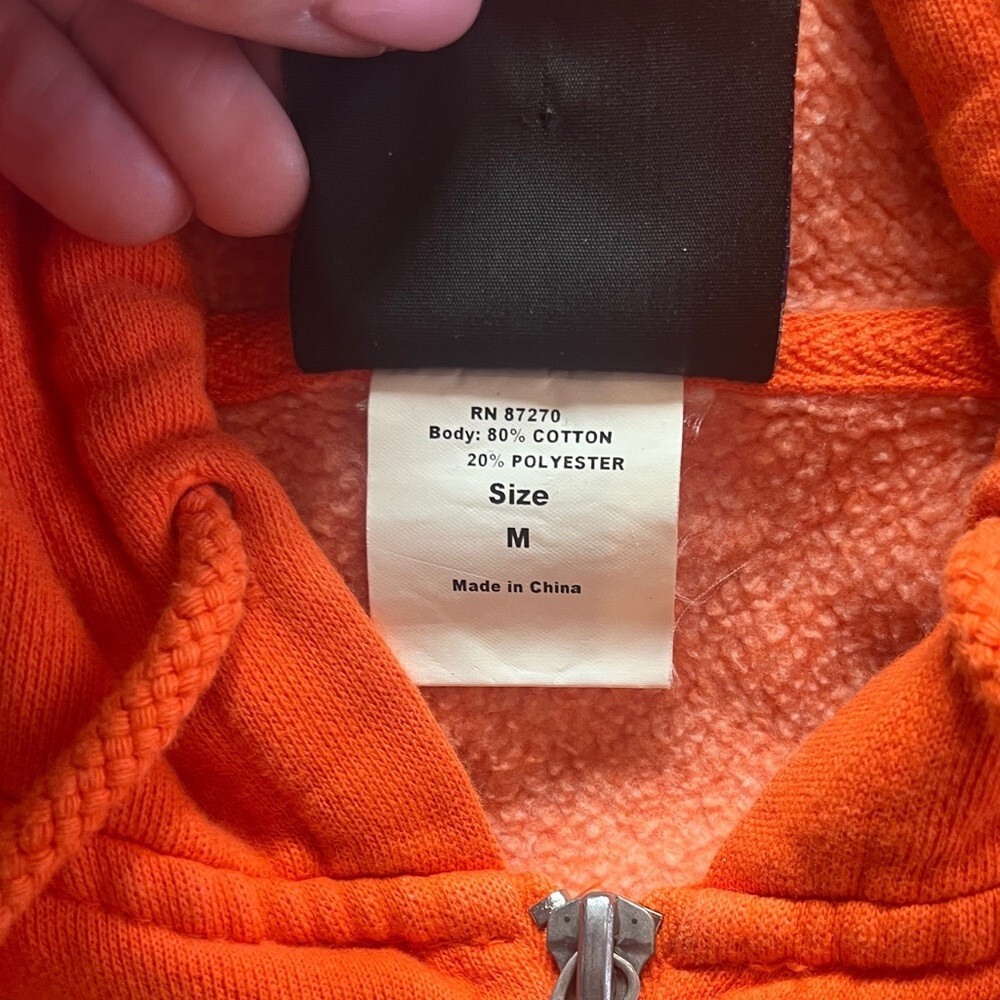 RN 87270
Body: 80% COTTON
20% POLYESTER
Size
M
Made in China